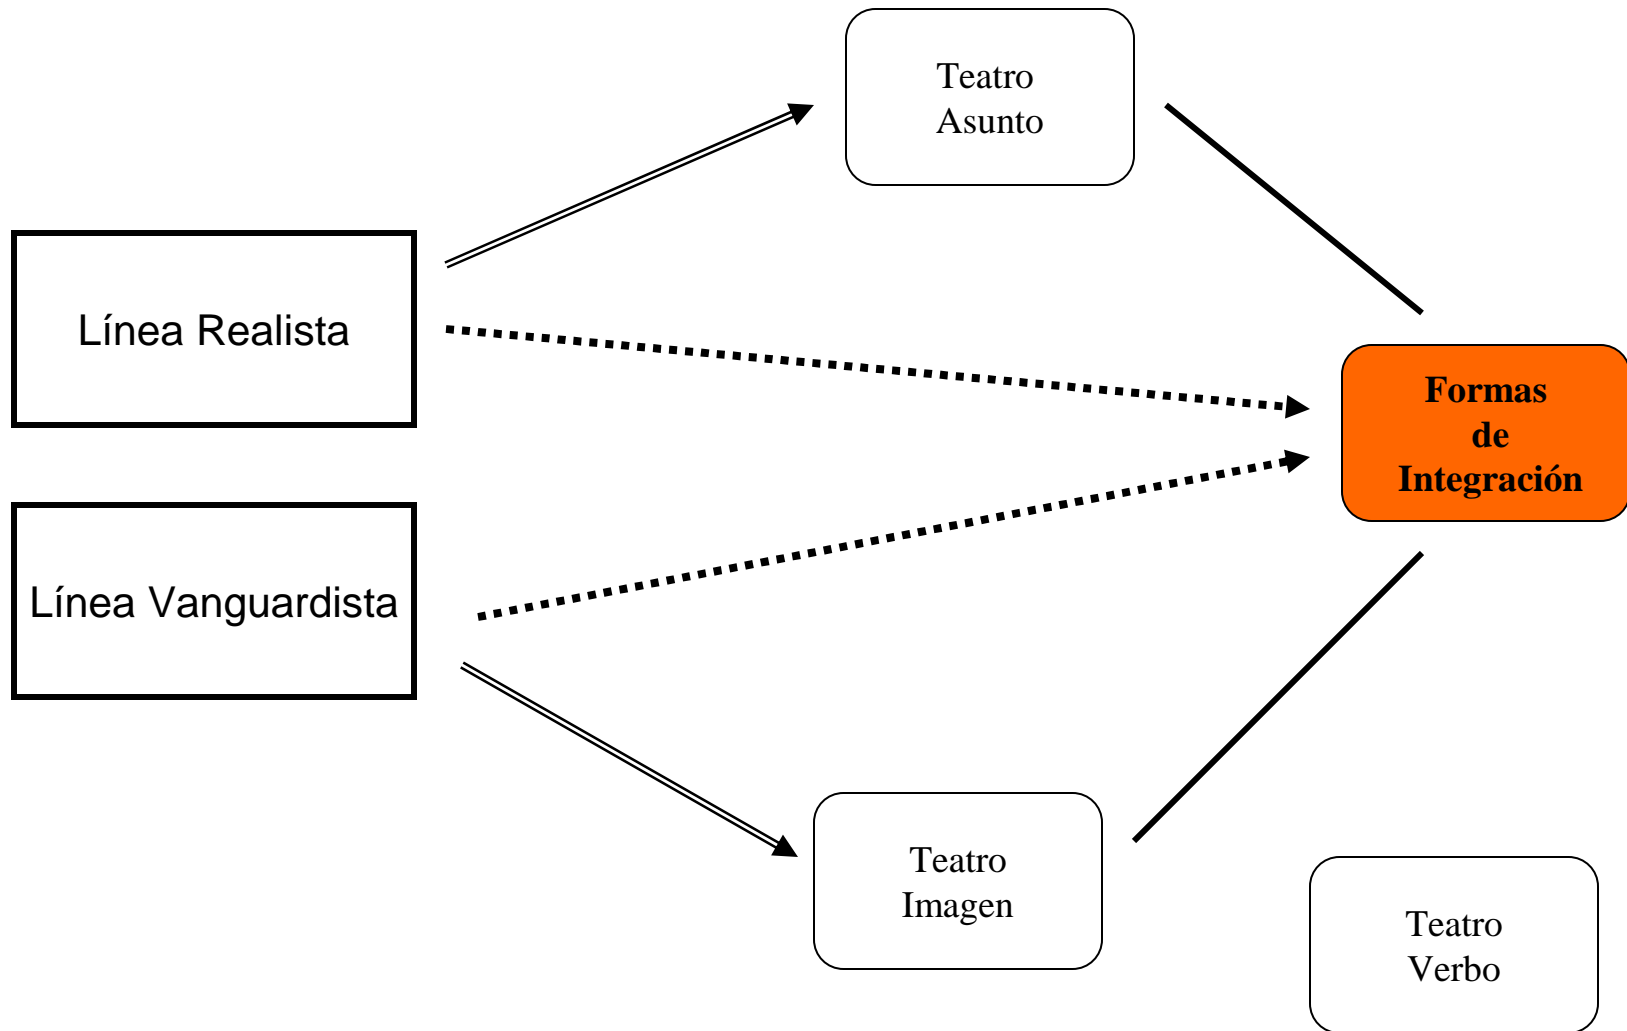 Teatro
Asunto
Línea Realista
Formas
de
Integración
Línea Vanguardista
Teatro
Imagen
Teatro
Verbo